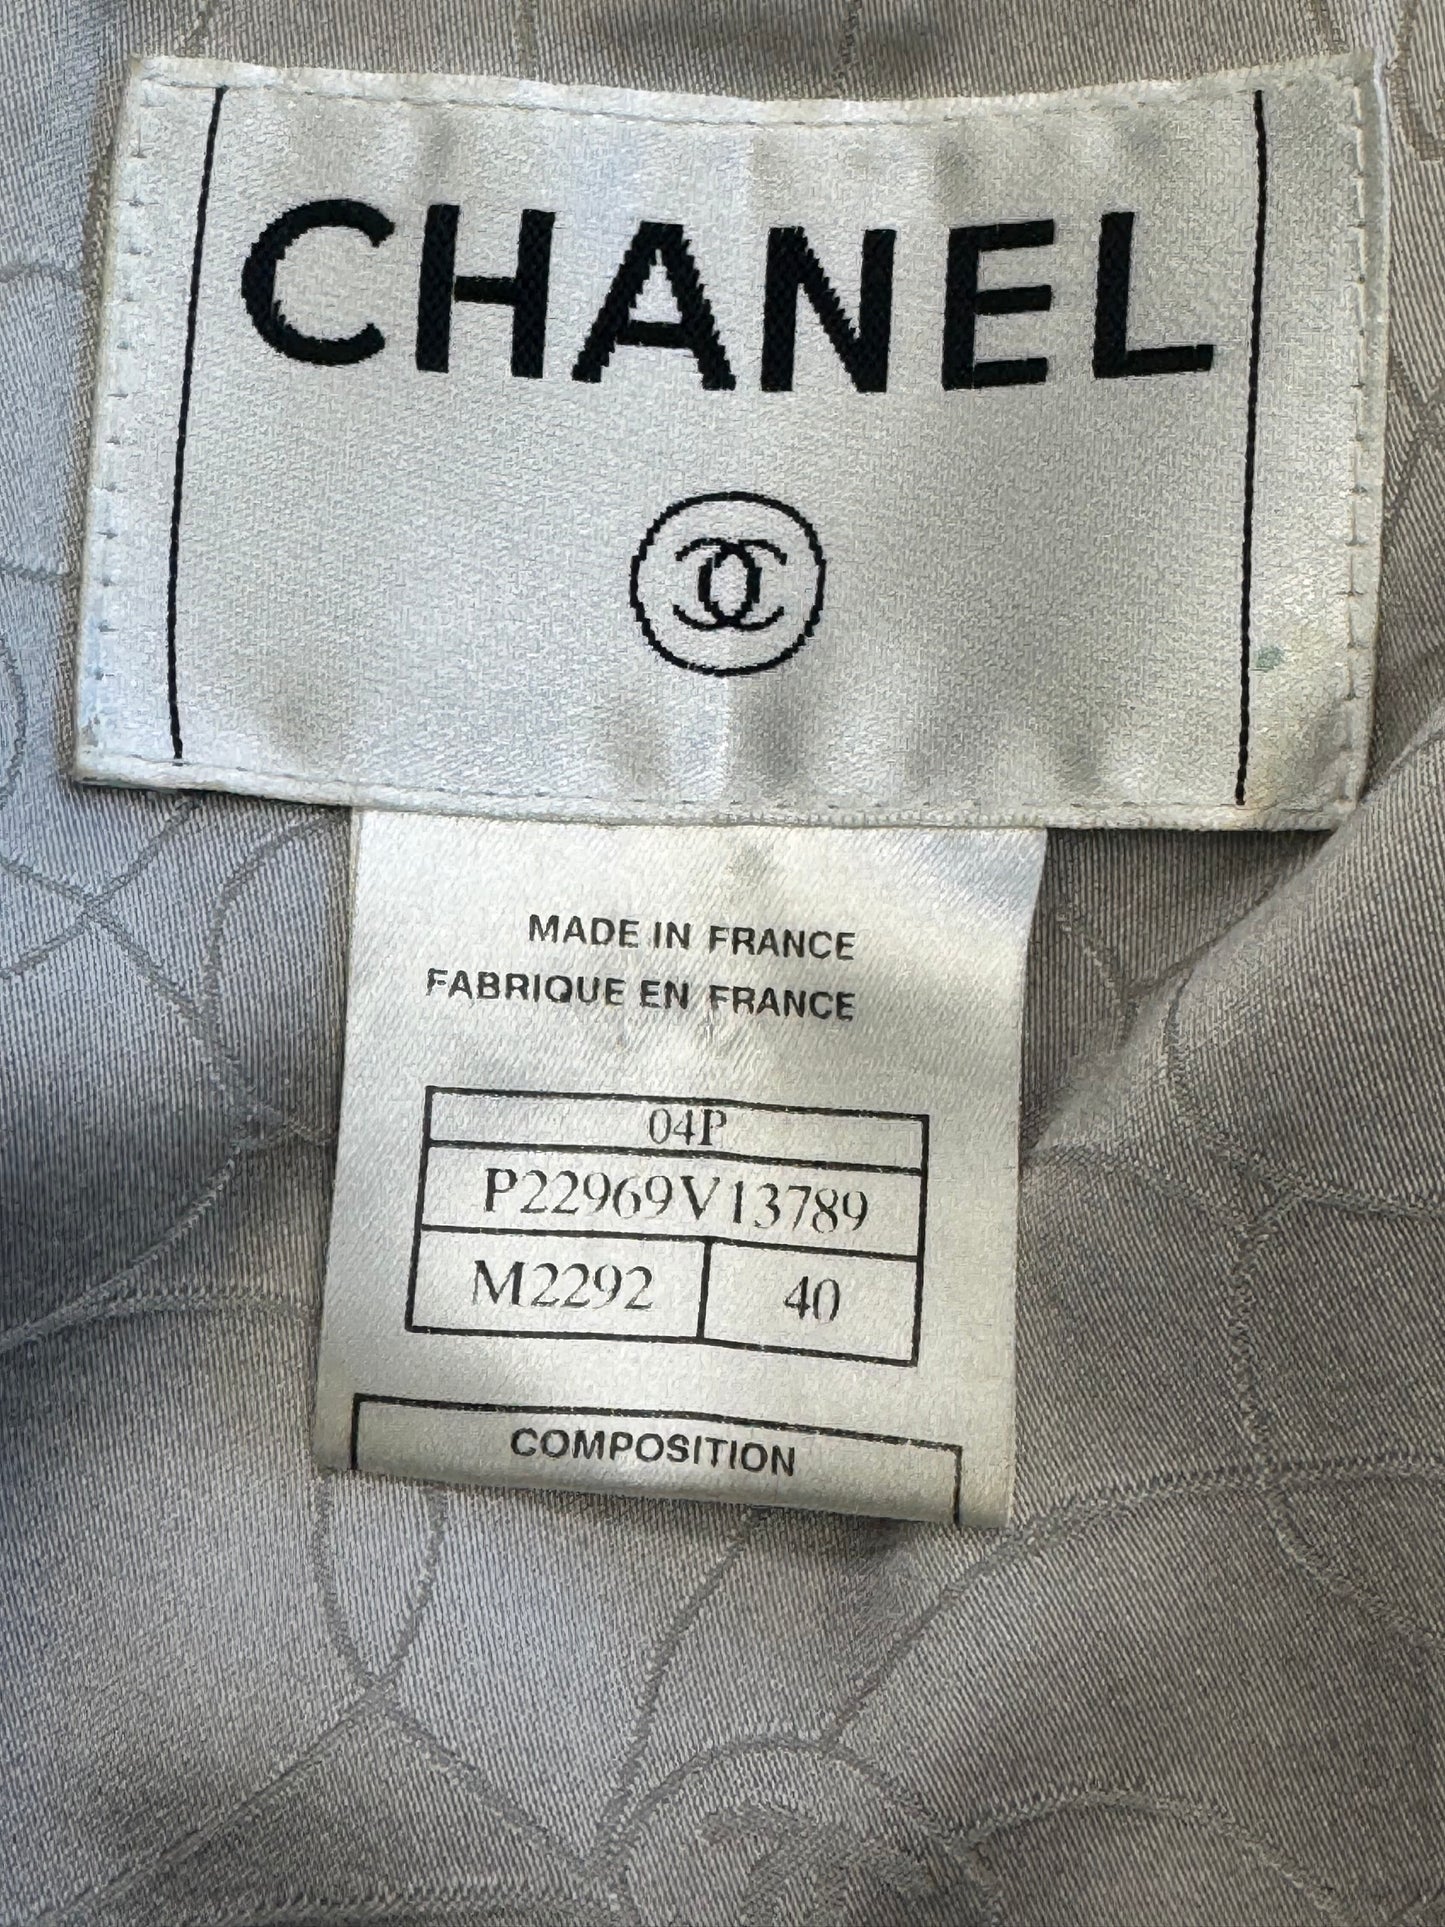 CHANEL
MADE IN FRANCE
FABRIQUE EN FRANCE
04P
P22969V13789
M2292 40
COMPOSITION